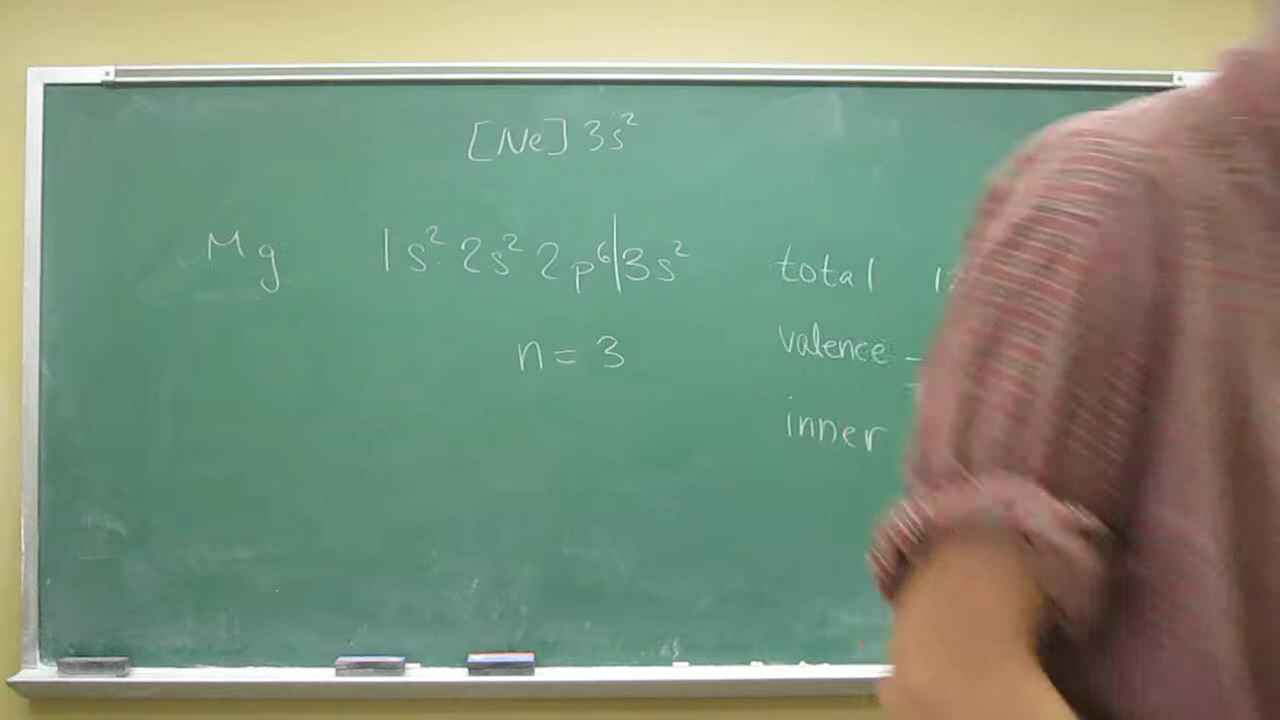 [Ne] 3s²
Mg 1s² 2s² 2p⁶|3s² total
n = 3 valence
inner